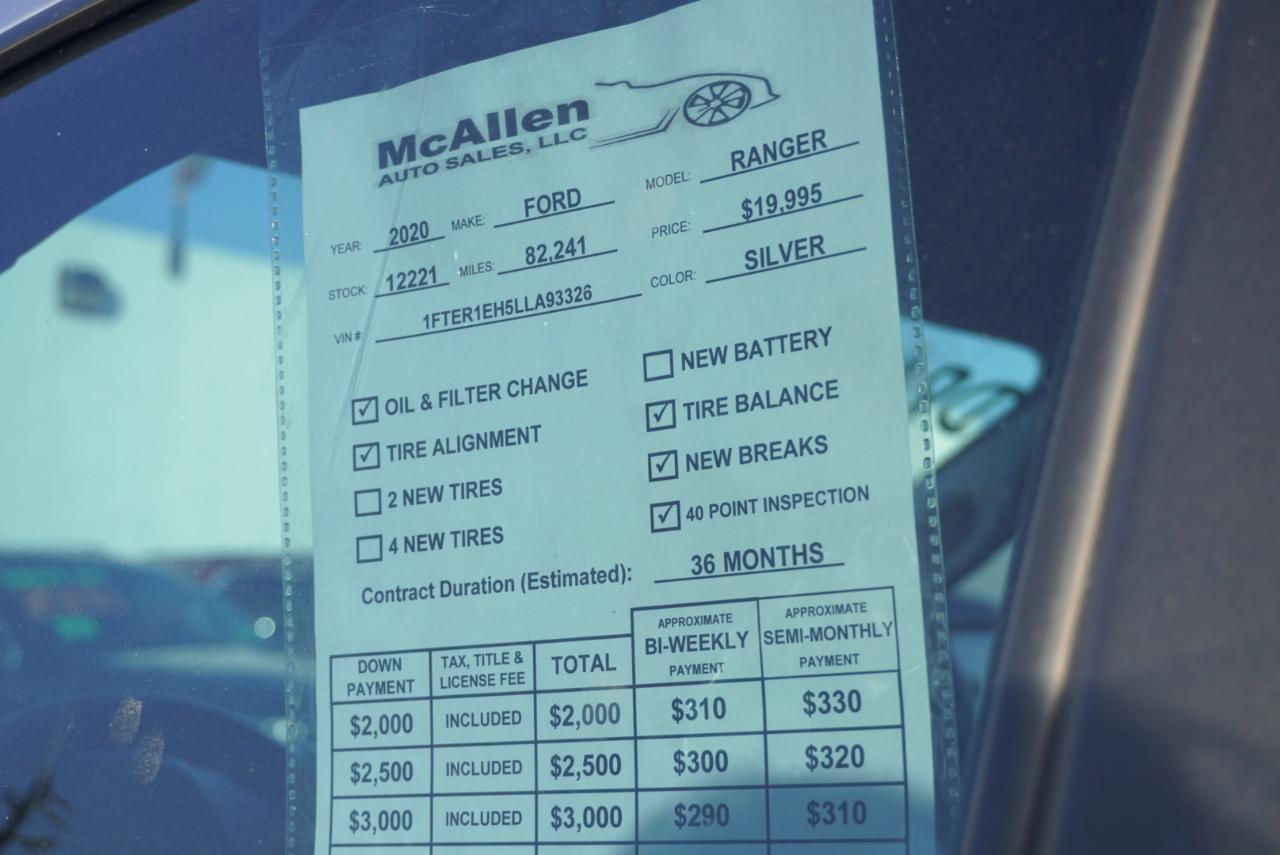 McAllen
AUTO SALES, LLC
YEAR: 2020 MAKE: FORD MODEL: RANGER
STOCK: 12221 MILES: 82,241 PRICE: $19,995
VIN #: 1FTER1EH5LLA93326 COLOR: SILVER
☑ OIL & FILTER CHANGE ☐ NEW BATTERY
☑ TIRE ALIGNMENT ☑ TIRE BALANCE
☐ 2 NEW TIRES ☑ NEW BREAKS
☐ 4 NEW TIRES ☑ 40 POINT INSPECTION
Contract Duration (Estimated): 36 MONTHS
DOWN PAYMENT TAX, TITLE & LICENSE FEE TOTAL APPROXIMATE BI-WEEKLY PAYMENT APPROXIMATE SEMI-MONTHLY PAYMENT
$2,000 INCLUDED $2,000 $310 $330
$2,500 INCLUDED $2,500 $300 $320
$3,000 INCLUDED $3,000 $290 $310